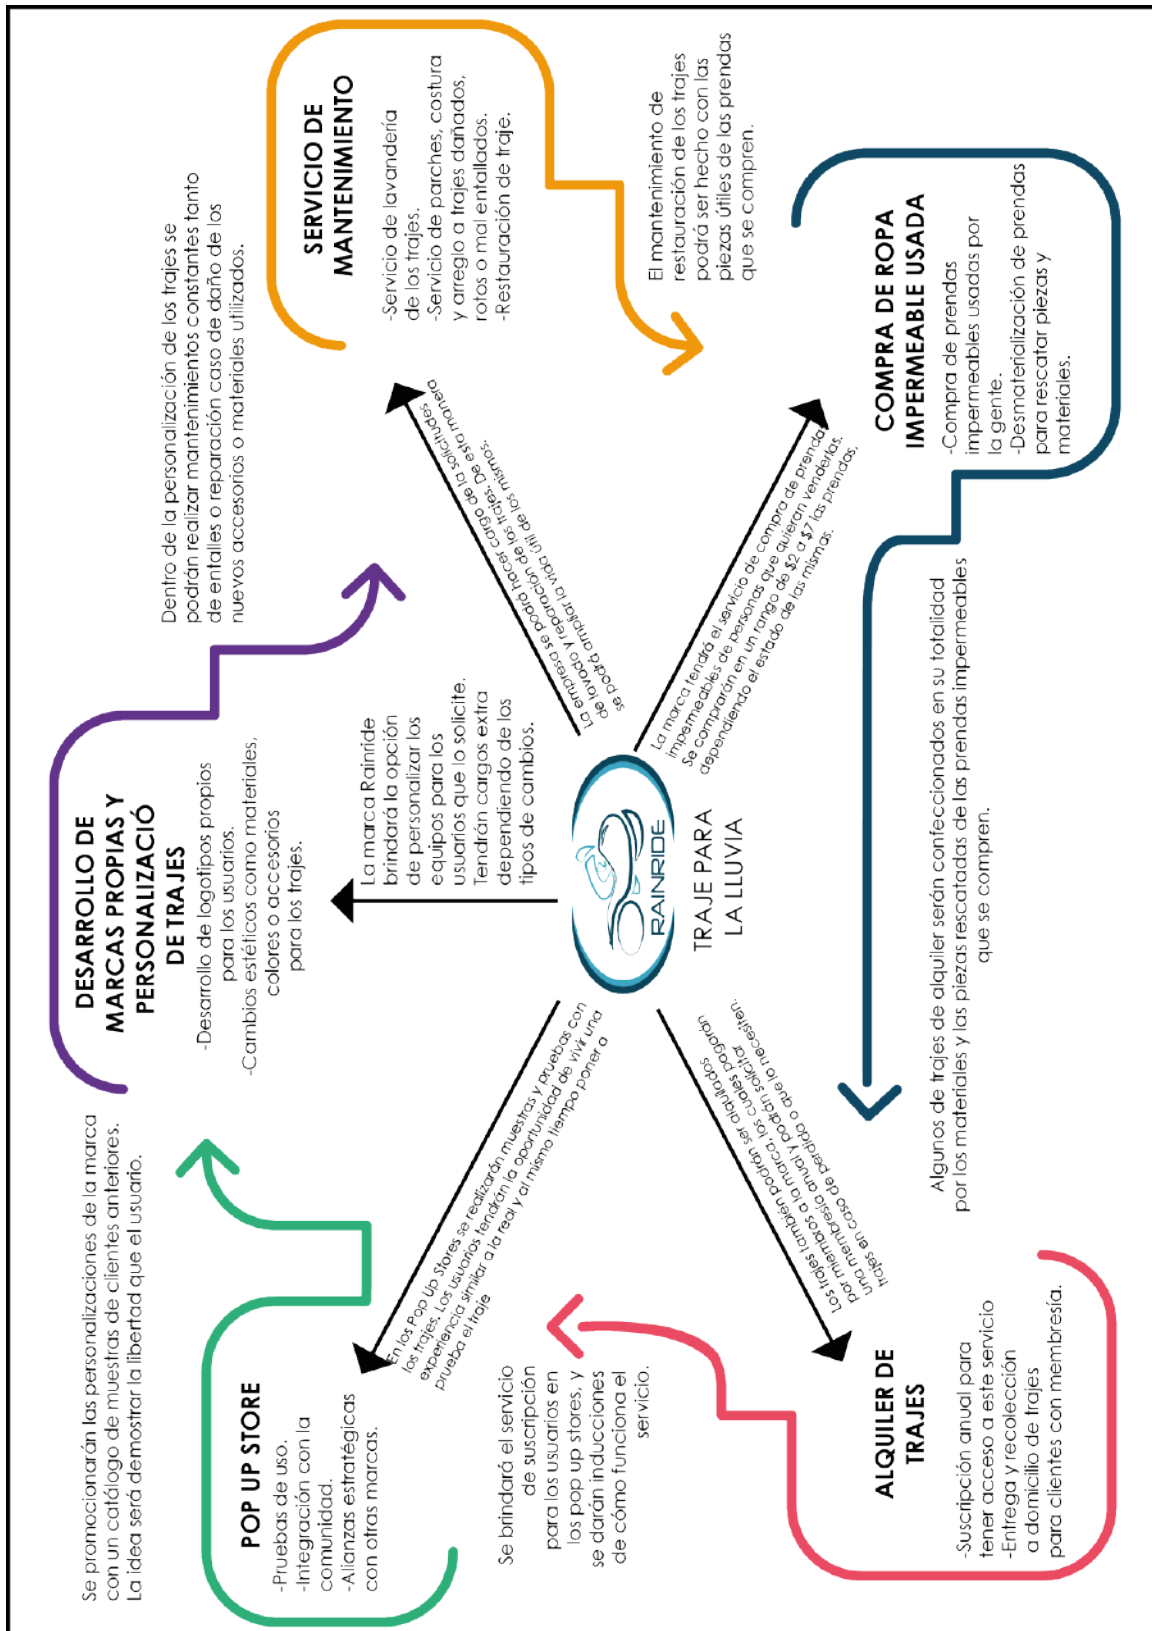 Se promocionarán las personalizaciones de la marca
con un catálogo de muestras de clientes anteriores.
La idea será demostrar la libertad que el usuario.
DESARROLLO DE
MARCAS PROPIAS Y
PERSONALIZACIÓ
DE TRAJES
-Desarrollo de logotipos propios
para los usuarios.
-Cambios estéticos como materiales,
colores o accesorios
para los trajes.
Dentro de la personalización de los trajes se
podrán realizar mantenimientos constantes tanto
de entalles o reparación caso de daño de los
nuevos accesorios o materiales utilizados.
POP UP STORE
-Pruebas de uso.
-Integración con la
comunidad.
-Alianzas estratégicas
con otras marcas.
En los Pop Up Stores se realizarán muestras y pruebas con
los trajes. Los usuarios tendrán la oportunidad de vivir una
experiencia similar a la real y al mismo tiempo poner a
prueba el traje
La marca Rainride
brindará la opción
de personalizar los
equipos para los
usuarios que lo solicite.
Tendrán cargos extra
dependiendo de los
tipos de cambios.
La empresa se podrá hacer cargo de la solicitudes
de lavado y reparación de los trajes. De esta manera
se podrá ampliar la vida útil de los mismos.
SERVICIO DE
MANTENIMIENTO
-Servicio de lavandería
de los trajes.
-Servicio de parches, costura
y arreglo a trajes dañados,
rotos o mal entallados.
-Restauración de traje.
Se brindará el servicio
de suscripción
para los usuarios en
los pop up stores, y
se darán inducciones
de cómo funciona el
servicio.
RAINRIDE
TRAJE PARA
LA LLUVIA
El mantenimiento de
restauración de los trajes
podrá ser hecho con las
piezas útiles de las prendas
que se compren.
Los trajes también podrán ser alquilados
por miembros a la marca, los cuales pagarán
una membresía anual y podrán solicitar
trajes en caso de perdida o que lo necesiten.
La marca tendrá el servicio de compra de prendas
impermeables de personas que quieran venderlas.
Se comprarán en un rango de $2 a $7 las prendas.
dependiendo el estado de las mismas.
ALQUILER DE
TRAJES
-Suscripción anual para
tener acceso a este servicio
-Entrega y recolección
a domicilio de trajes
para clientes con membresía.
Algunos de trajes de alquiler serán confeccionados en su totalidad
por los materiales y las piezas rescatadas de las prendas impermeables
que se compren.
COMPRA DE ROPA
IMPERMEABLE USADA
-Compra de prendas
impermeables usadas por
la gente.
-Desmaterialización de prendas
para rescatar piezas y
materiales.